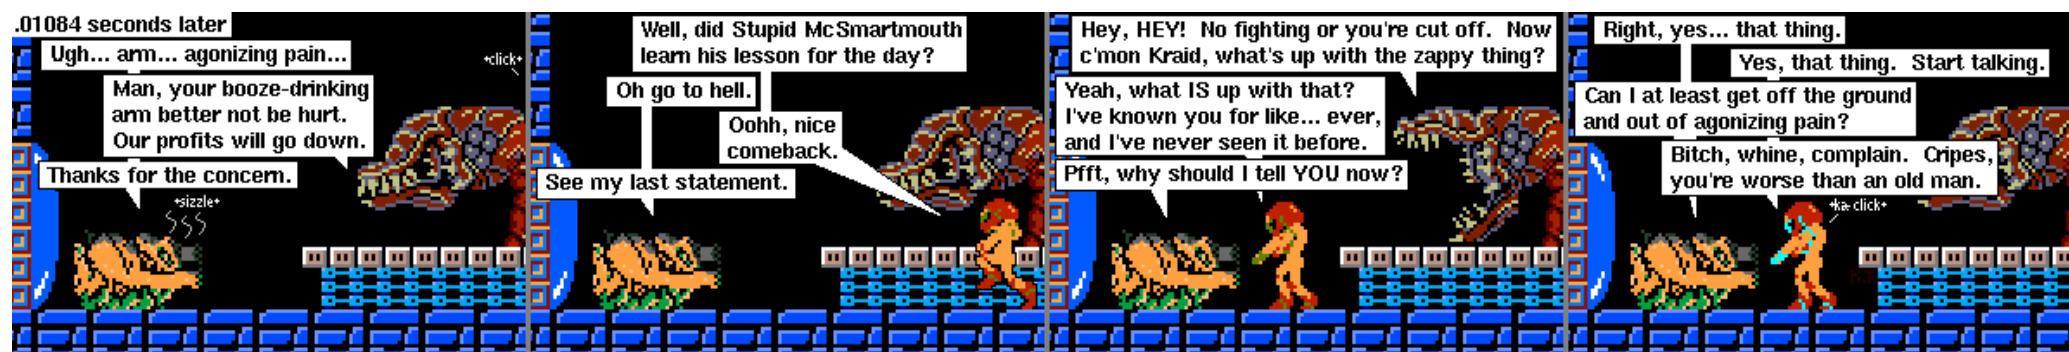 .01084 seconds later
Ugh... arm... agonizing pain...
*click*
Man, your booze-drinking
arm better not be hurt.
Our profits will go down.
Thanks for the concern.
*sizzle*
Well, did Stupid McSmartmouth
learn his lesson for the day?
Oh go to hell.
Oohh, nice
comeback.
See my last statement.
Hey, HEY!  No fighting or you're cut off.  Now
c'mon Kraid, what's up with the zappy thing?
Yeah, what IS up with that?
I've known you for like... ever,
and I've never seen it before.
Pfft, why should I tell YOU now?
Right, yes... that thing.
Yes, that thing.  Start talking.
Can I at least get off the ground
and out of agonizing pain?
Bitch, whine, complain.  Cripes,
you're worse than an old man.
*ka-click*